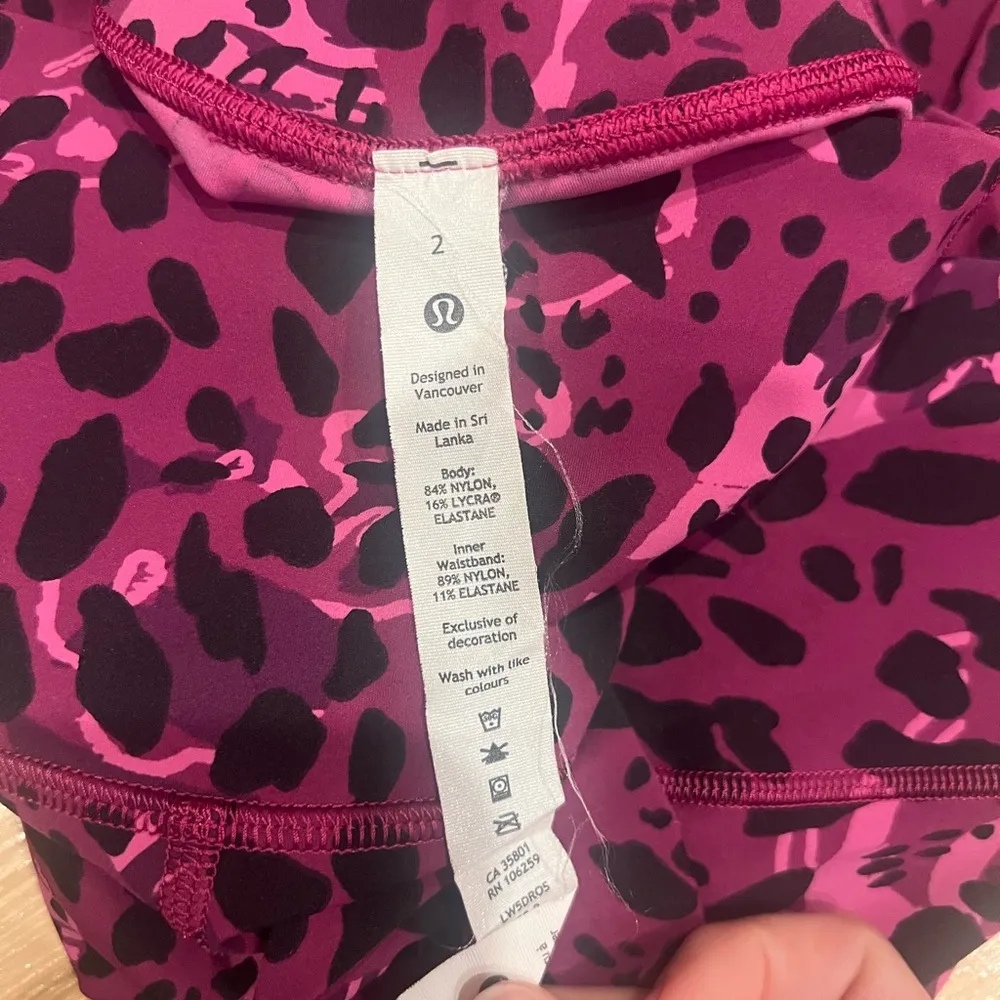 2
Designed in
Vancouver
Made in Sri
Lanka
Body:
84% NYLON,
16% LYCRA®
ELASTANE
Inner
Waistband:
89% NYLON,
11% ELASTANE
Exclusive of
decoration
Wash with like
colours
CA 35801
RN 106259
LW5DROS